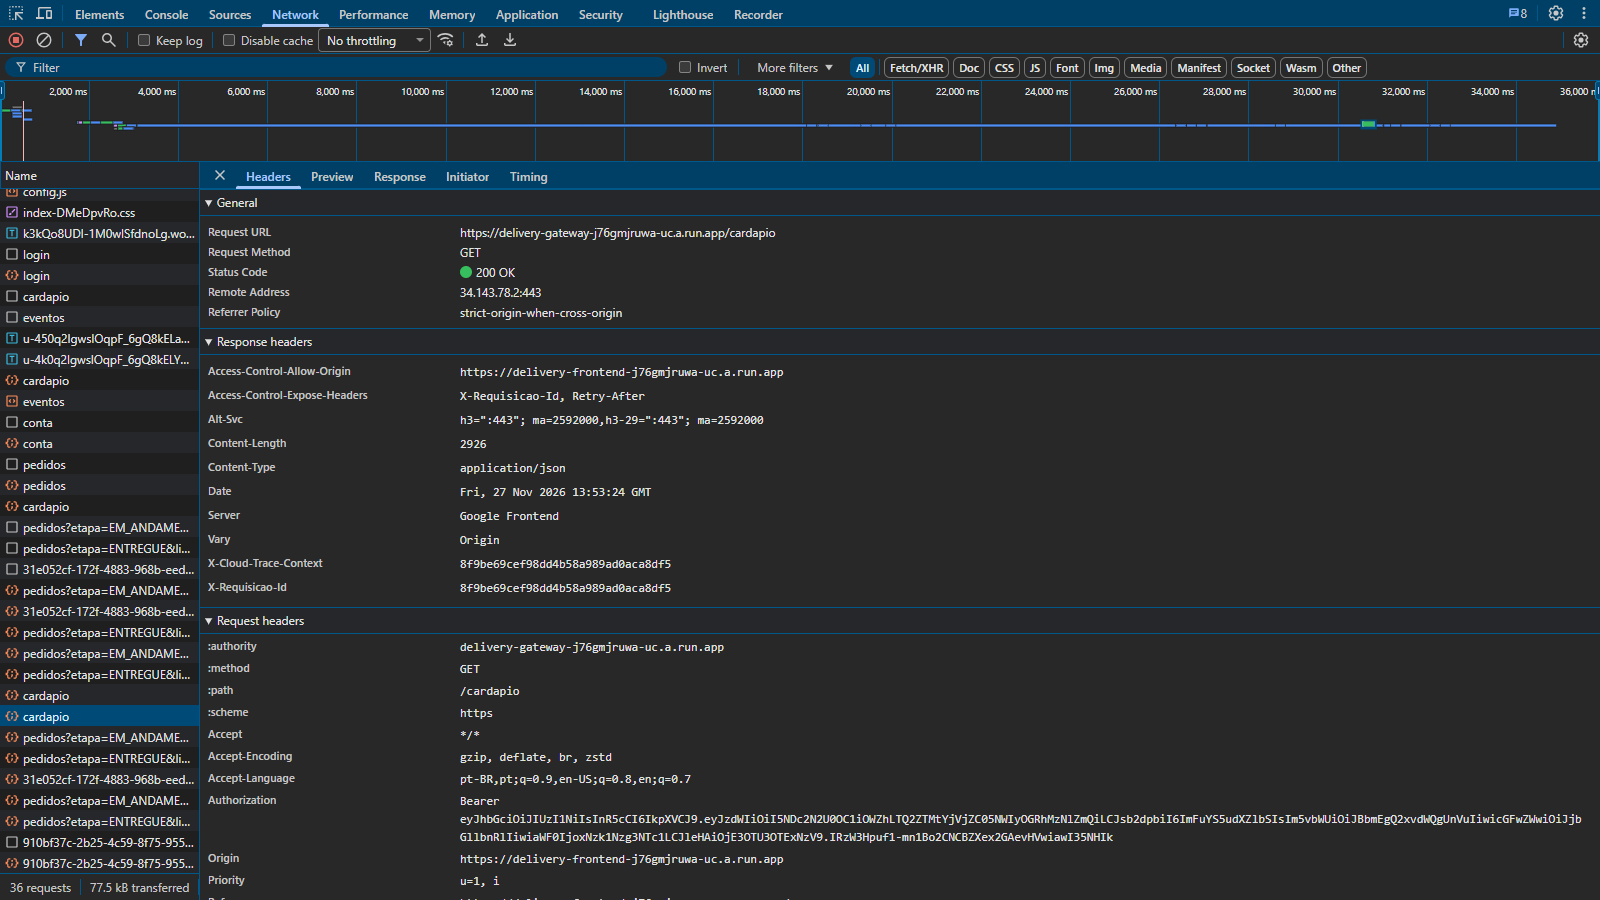 Elements Console Sources Network Performance Memory Application Security Lighthouse Recorder 8
Keep log Disable cache No throttling
Filter Invert More filters All Fetch/XHR Doc CSS JS Font Img Media Manifest Socket Wasm Other
2,000 ms 4,000 ms 6,000 ms 8,000 ms 10,000 ms 12,000 ms 14,000 ms 16,000 ms 18,000 ms 20,000 ms 22,000 ms 24,000 ms 26,000 ms 28,000 ms 30,000 ms 32,000 ms 34,000 ms 36,000 m
Name
config.js
index-DMeDpvRo.css
k3kQo8UDI-1M0wlSfdnoLg.wo...
login
login
cardapio
eventos
u-450q2lgwslOqpF_6gQ8kELa...
u-4k0q2lgwslOqpF_6gQ8kELY...
cardapio
eventos
conta
conta
pedidos
pedidos
cardapio
pedidos?etapa=EM_ANDAME...
pedidos?etapa=ENTREGUE&li...
31e052cf-172f-4883-968b-eed...
pedidos?etapa=EM_ANDAME...
31e052cf-172f-4883-968b-eed...
pedidos?etapa=ENTREGUE&li...
pedidos?etapa=EM_ANDAME...
pedidos?etapa=ENTREGUE&li...
cardapio
cardapio
pedidos?etapa=EM_ANDAME...
pedidos?etapa=ENTREGUE&li...
31e052cf-172f-4883-968b-eed...
pedidos?etapa=EM_ANDAME...
pedidos?etapa=ENTREGUE&li...
910bf37c-2b25-4c59-8f75-955...
910bf37c-2b25-4c59-8f75-955...
36 requests 77.5 kB transferred
Headers Preview Response Initiator Timing
General
Request URL https://delivery-gateway-j76gmjruwa-uc.a.run.app/cardapio
Request Method GET
Status Code 200 OK
Remote Address 34.143.78.2:443
Referrer Policy strict-origin-when-cross-origin
Response headers
Access-Control-Allow-Origin https://delivery-frontend-j76gmjruwa-uc.a.run.app
Access-Control-Expose-Headers X-Requisicao-Id, Retry-After
Alt-Svc h3=":443"; ma=2592000,h3-29=":443"; ma=2592000
Content-Length 2926
Content-Type application/json
Date Fri, 27 Nov 2026 13:53:24 GMT
Server Google Frontend
Vary Origin
X-Cloud-Trace-Context 8f9be69cef98dd4b58a989ad0aca8df5
X-Requisicao-Id 8f9be69cef98dd4b58a989ad0aca8df5
Request headers
:authority delivery-gateway-j76gmjruwa-uc.a.run.app
:method GET
:path /cardapio
:scheme https
Accept */*
Accept-Encoding gzip, deflate, br, zstd
Accept-Language pt-BR,pt;q=0.9,en-US;q=0.8,en;q=0.7
Authorization Bearer
eyJhbGciOiJIUzI1NiIsInR5cCI6IkpXVCJ9.eyJzdWIiOiI5NDc2N2U0OC1iOWZhLTQ2ZTMtYjVjZC05NWIyOGRhMzNlZmQiLCJsb2dpbiI6ImFuYS5udXZlbSIsIm5vbWUiOiJBbmEgQ2xvdWQgUnVuIiwicGFwZWwiOiJjb
GllbnRlIiwiaWF0IjoxNzk1Nzg3NTc1LCJleHAiOjE3OTU3OTExNzV9.IRzW3Hpuf1-mn1Bo2CNCBZXex2GAevHVwiawI35NHIk
Origin https://delivery-frontend-j76gmjruwa-uc.a.run.app
Priority u=1, i